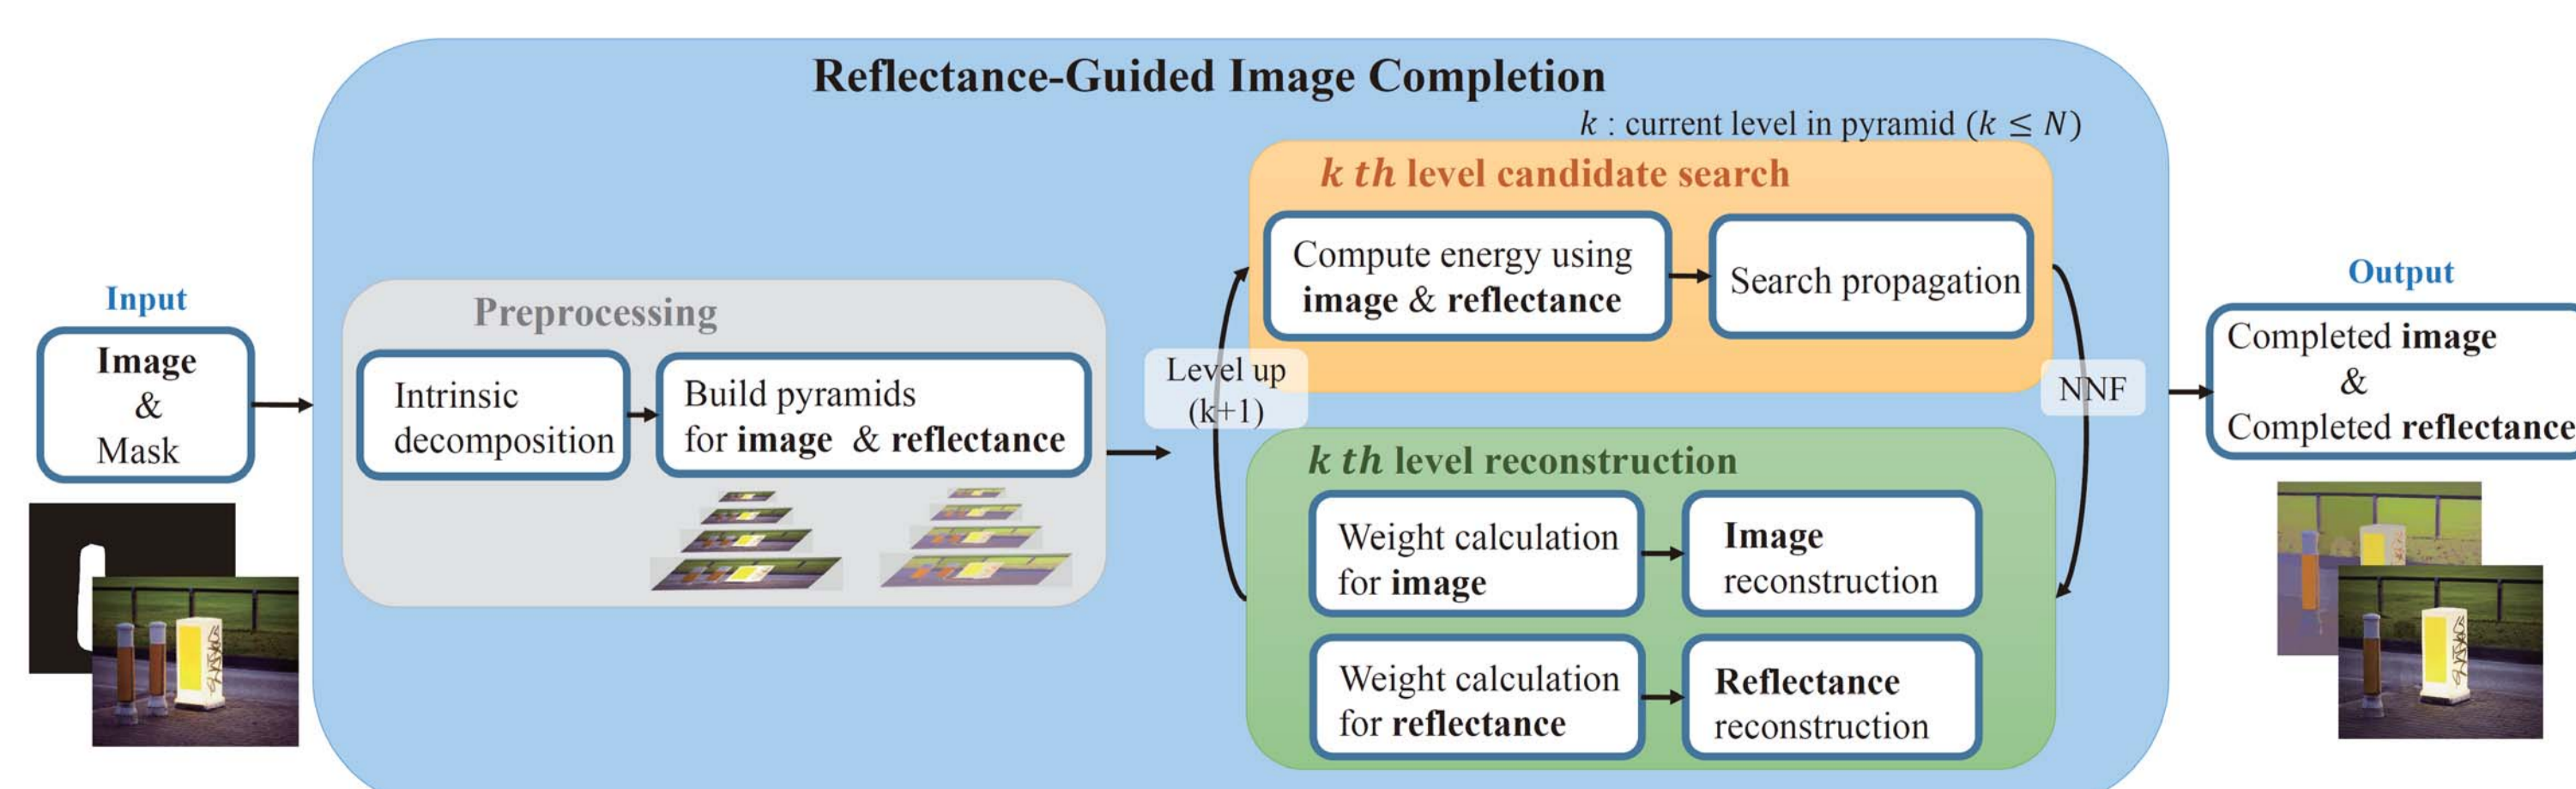 Reflectance-Guided Image Completion
k : current level in pyramid (k ≤ N)
Input
Image
&
Mask
Preprocessing
Intrinsic
decomposition
Build pyramids
for image & reflectance
Level up
(k+1)
k th level candidate search
Compute energy using
image & reflectance
Search propagation
NNF
k th level reconstruction
Weight calculation
for image
Image
reconstruction
Weight calculation
for reflectance
Reflectance
reconstruction
Output
Completed image
&
Completed reflectance